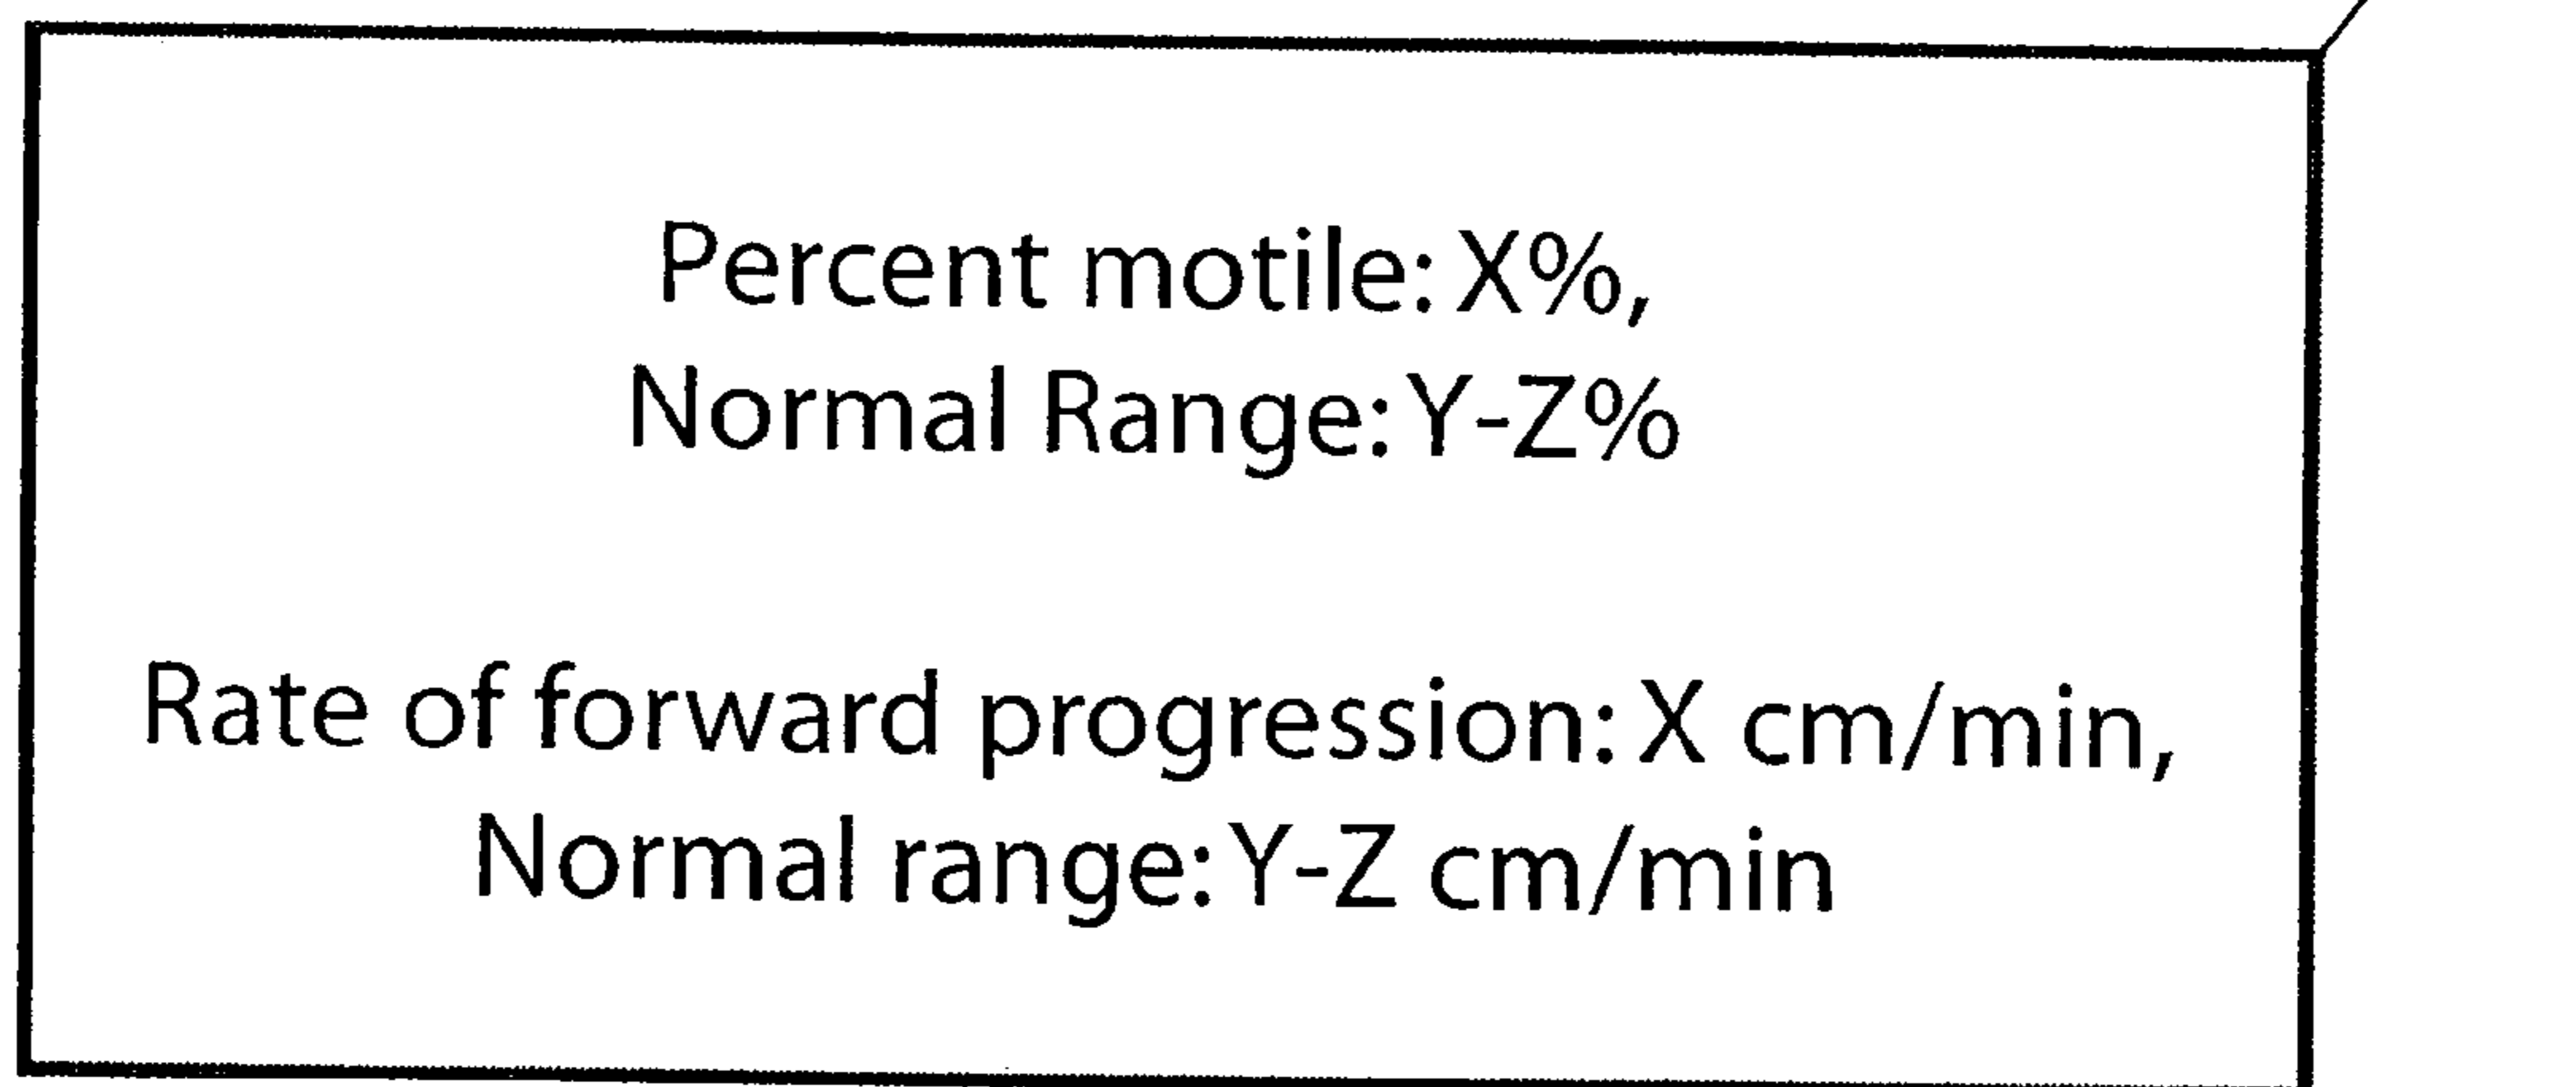 Percent motile: X%,
Normal Range: Y-Z%
Rate of forward progression: X cm/min,
Normal range: Y-Z cm/min